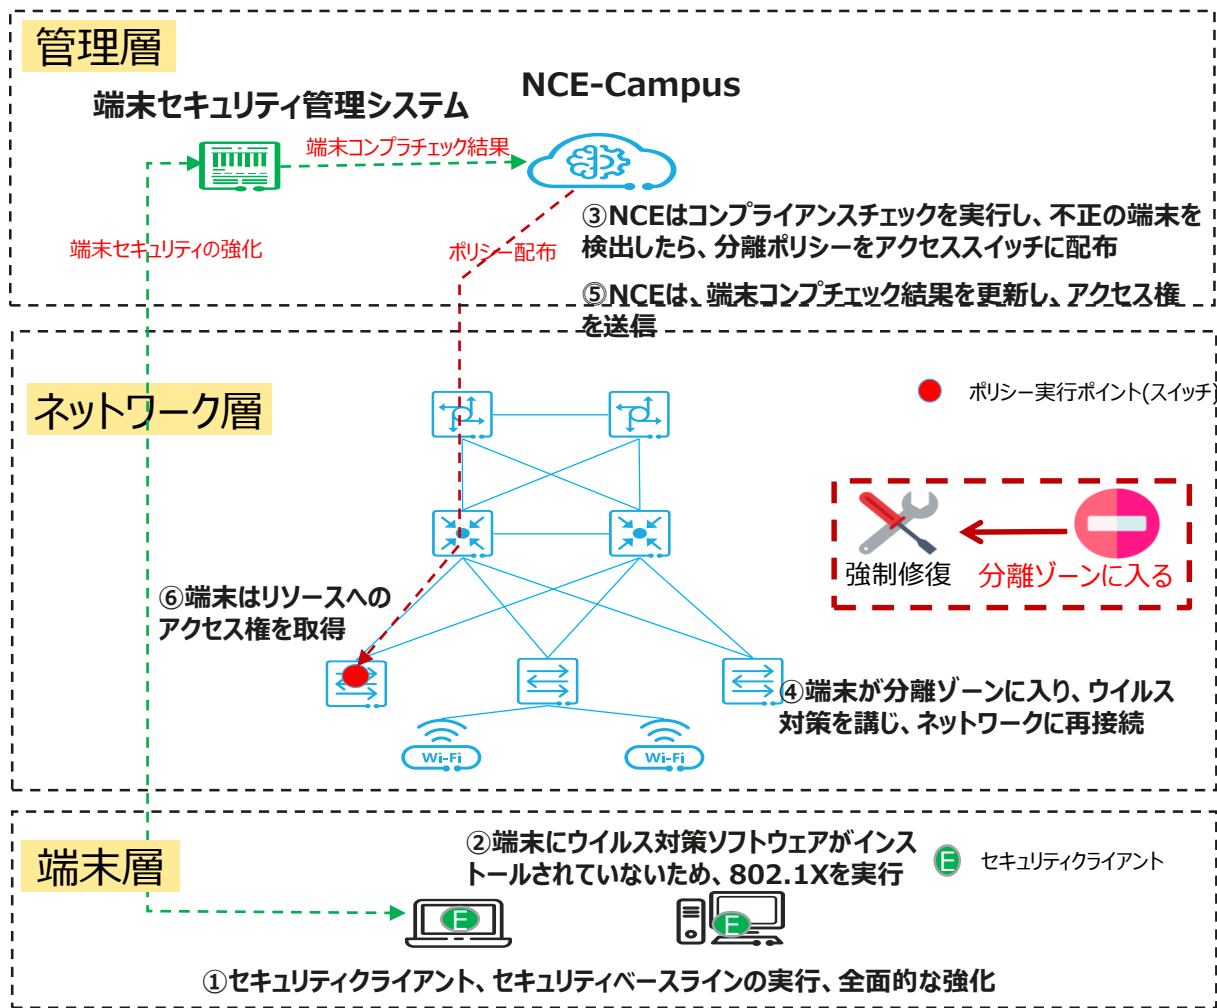 管理層
NCE-Campus
端末セキュリティ管理システム
端末コンプラチェック結果
③NCEはコンプライアンスチェックを実行し、不正の端末を
検出したら、分離ポリシーをアクセススイッチに配布
端末セキュリティの強化
ポリシー配布
⑤NCEは、端末コンプチェック結果を更新し、アクセス権
を送信
ネットワーク層
ポリシー実行ポイント(スイッチ)
強制修復
分離ゾーンに入る
⑥端末はリソースへの
アクセス権を取得
④端末が分離ゾーンに入り、ウイルス
対策を講じ、ネットワークに再接続
Wi-Fi
Wi-Fi
端末層
②端末にウイルス対策ソフトウェアがインス
トールされていないため、802.1Xを実行
E
セキュリティクライアント
E
E
①セキュリティクライアント、セキュリティベースラインの実行、全面的な強化